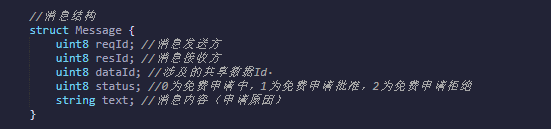 //消息结构
struct Message {
uint8 reqId; //消息发送方
uint8 resId; //消息接收方
uint8 dataId; //涉及的共享数据Id·
uint8 status; //0为免费申请中，1为免费申请批准，2为免费申请拒绝
string text; //消息内容（申请原因）
}